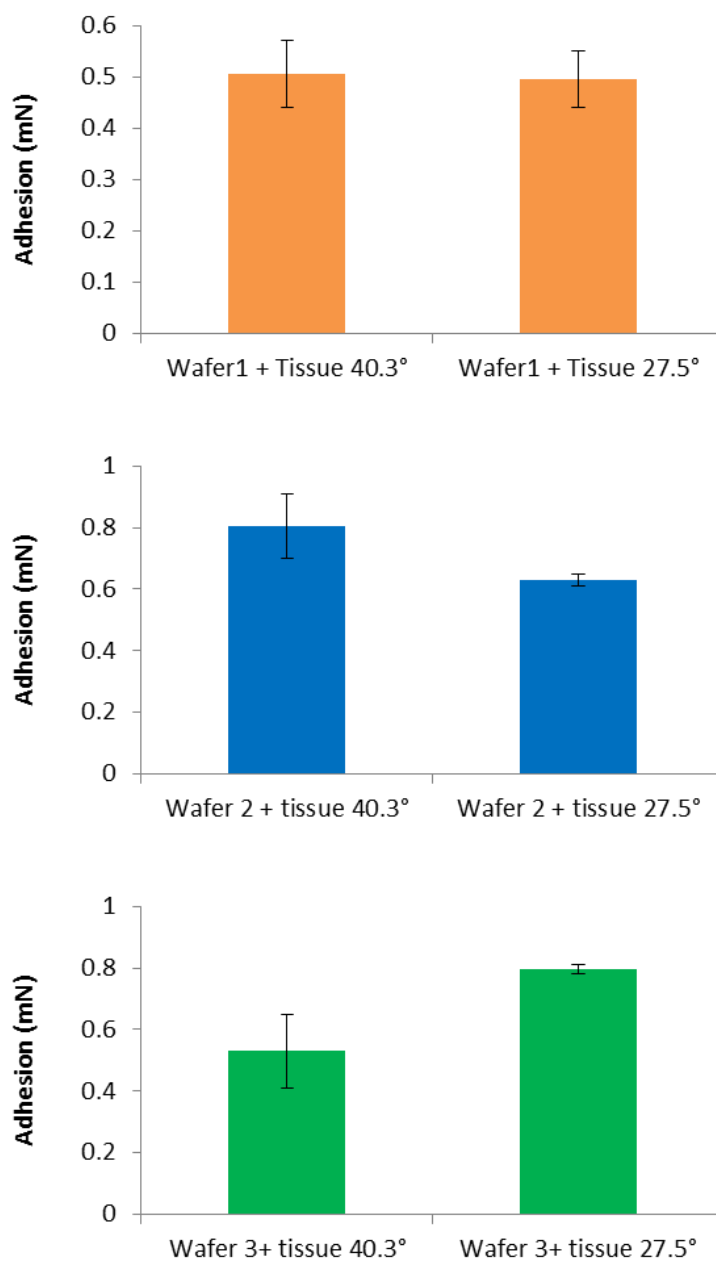 Adhesion (mN)
0.6
0.5
0.4
0.3
0.2
0.1
0
Wafer1 + Tissue 40.3°
Wafer1 + Tissue 27.5°
Adhesion (mN)
1
0.8
0.6
0.4
0.2
0
Wafer 2 + tissue 40.3°
Wafer 2 + tissue 27.5°
Adhesion (mN)
1
0.8
0.6
0.4
0.2
0
Wafer 3+ tissue 40.3°
Wafer 3+ tissue 27.5°